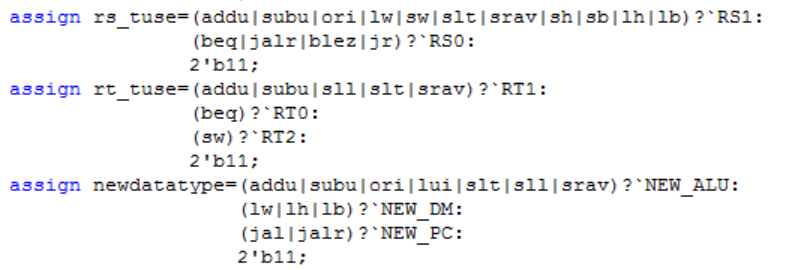 assign rs_tuse=(addu|subu|ori|lw|sw|slt|srav|sh|sb|lh|lb)?`RS1:
(beq|jalr|blez|jr)?`RS0:
2'b11;
assign rt_tuse=(addu|subu|sll|slt|srav)?`RT1:
(beq)?`RT0:
(sw)?`RT2:
2'b11;
assign newdatatype=(addu|subu|ori|lui|slt|sll|srav)?`NEW_ALU:
(lw|lh|lb)?`NEW_DM:
(jal|jalr)?`NEW_PC:
2'b11;